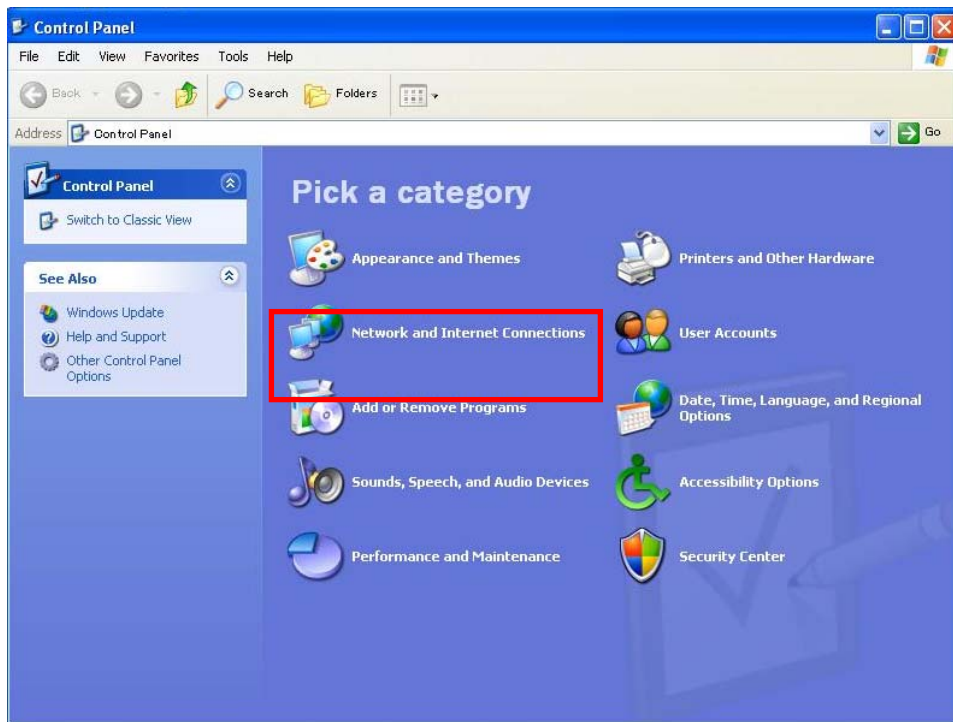 Control Panel
File Edit View Favorites Tools Help
Back Search Folders
Address Control Panel Go
Control Panel
Switch to Classic View
See Also
Windows Update
Help and Support
Other Control Panel
Options
Pick a category
Appearance and Themes
Printers and Other Hardware
Network and Internet Connections
User Accounts
Add or Remove Programs
Date, Time, Language, and Regional
Options
Sounds, Speech, and Audio Devices
Accessibility Options
Performance and Maintenance
Security Center